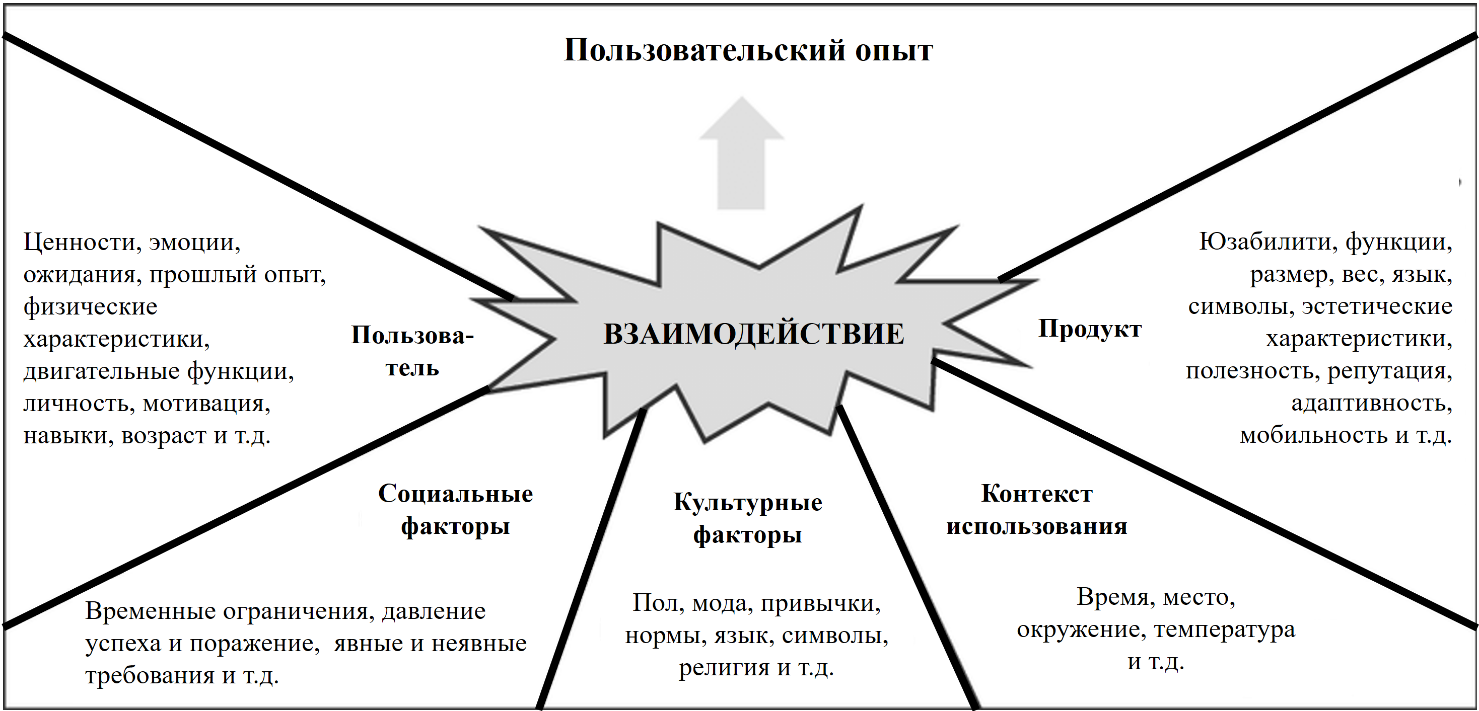 Пользовательский опыт
Ценности, эмоции,
ожидания, прошлый опыт,
физические
характеристики,
двигательные функции,
личность, мотивация,
навыки, возраст и т.д.
Пользова-
тель
ВЗАИМОДЕЙСТВИЕ
Продукт
Юзабилити, функции,
размер, вес, язык,
символы, эстетические
характеристики,
полезность, репутация,
адаптивность,
мобильность и т.д.
Социальные
факторы
Временные ограничения, давление
успеха и поражение, явные и неявные
требования и т.д.
Культурные
факторы
Пол, мода, привычки,
нормы, язык, символы,
религия и т.д.
Контекст
использования
Время, место,
окружение, температура
и т.д.